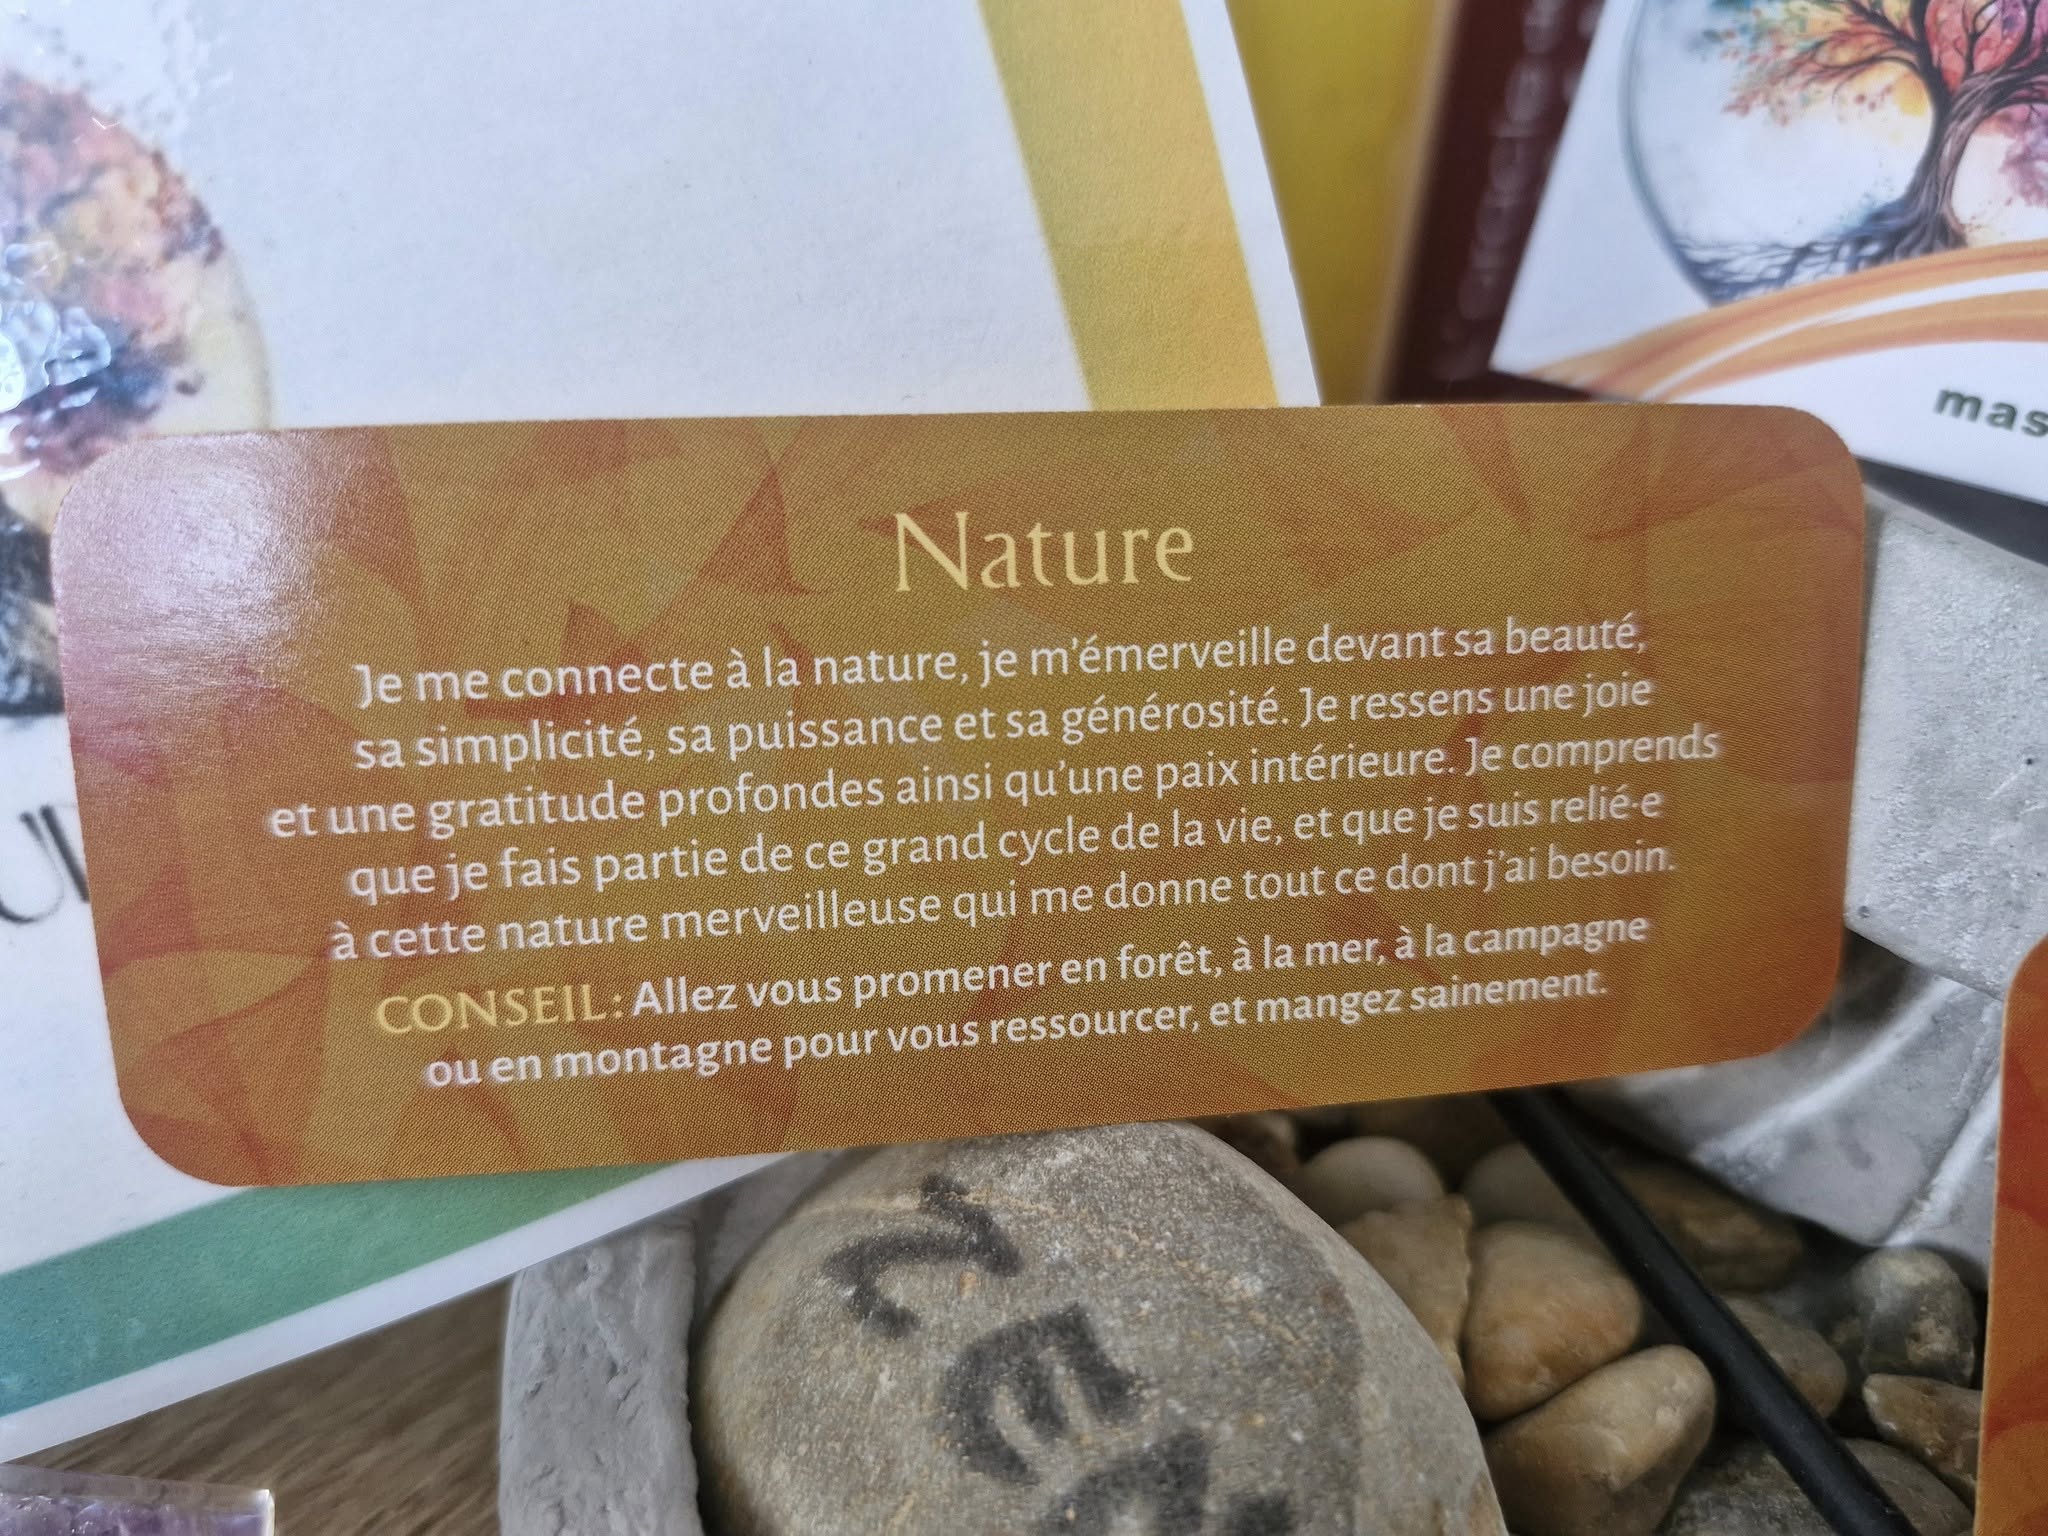 mas
Nature
Je me connecte à la nature, je m'émerveille devant sa beauté,
sa simplicité, sa puissance et sa générosité. Je ressens une joie
et une gratitude profondes ainsi qu'une paix intérieure. Je comprends
que je fais partie de ce grand cycle de la vie, et que je suis relié·e
à cette nature merveilleuse qui me donne tout ce dont j'ai besoin.
CONSEIL : Allez vous promener en forêt, à la mer, à la campagne
ou en montagne pour vous ressourcer, et mangez sainement.
ZEN